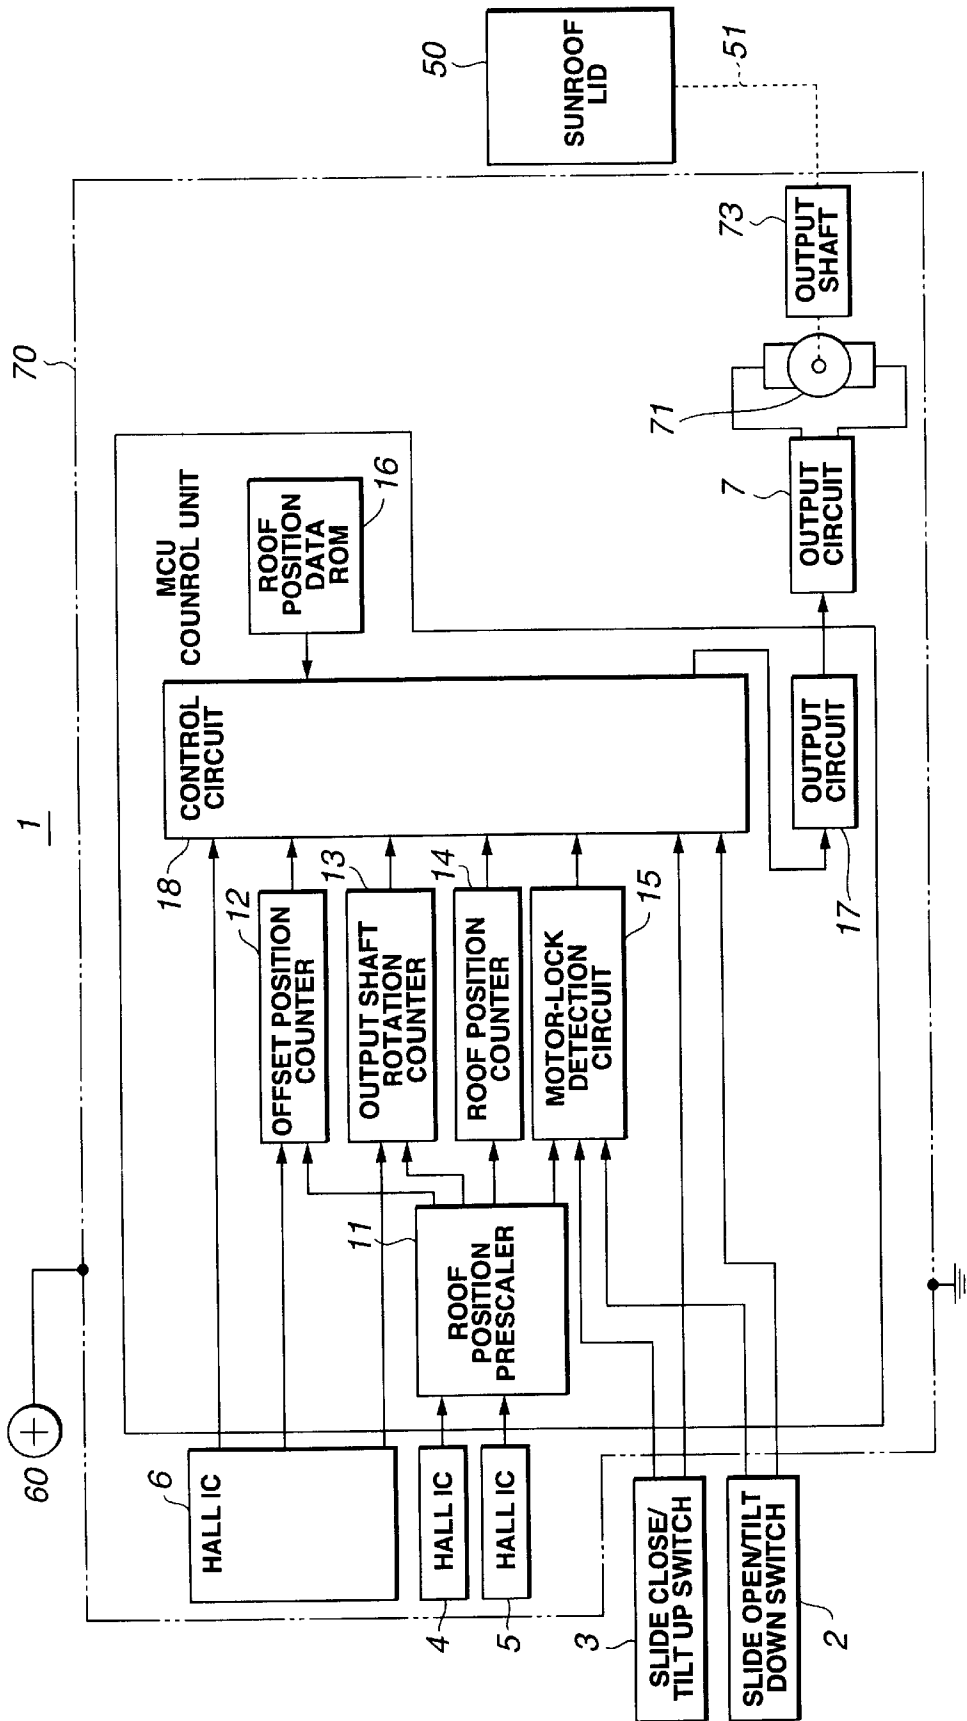 1
60
70
50
SUNROOF
LID
51
MCU
COUNROL UNIT
6
HALL IC
18
CONTROL
CIRCUIT
ROOF
POSITION
DATA
ROM
16
12
OFFSET POSITION
COUNTER
13
OUTPUT SHAFT
ROTATION
COUNTER
14
ROOF POSITION
COUNTER
MOTOR-LOCK
DETECTION
CIRCUIT
15
11
ROOF
POSITION
PRESCALER
4
HALL IC
5
HALL IC
3
SLIDE CLOSE/
TILT UP SWITCH
SLIDE OPEN/TILT
DOWN SWITCH
2
OUTPUT
CIRCUIT
17
7
OUTPUT
CIRCUIT
71
73
OUTPUT
SHAFT